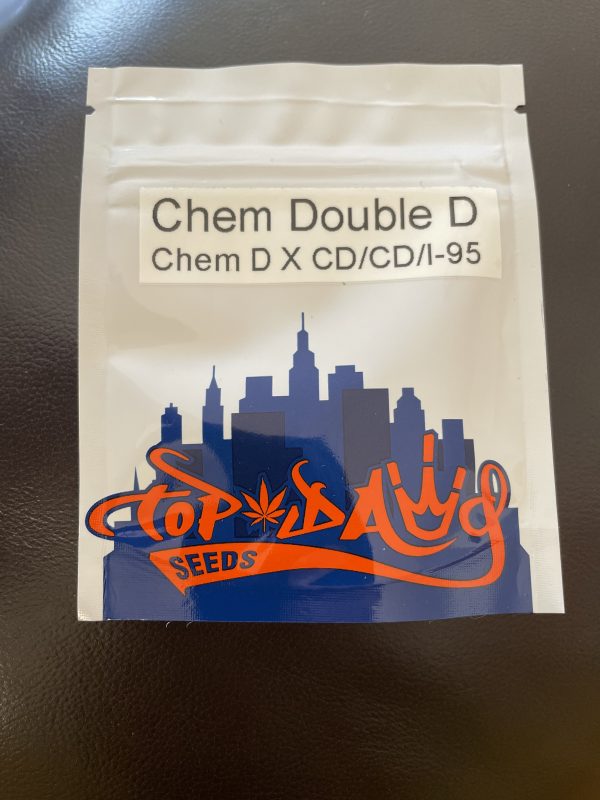 Chem Double D
Chem D X CD/CD/I-95
TOP DAWG
SEEDS